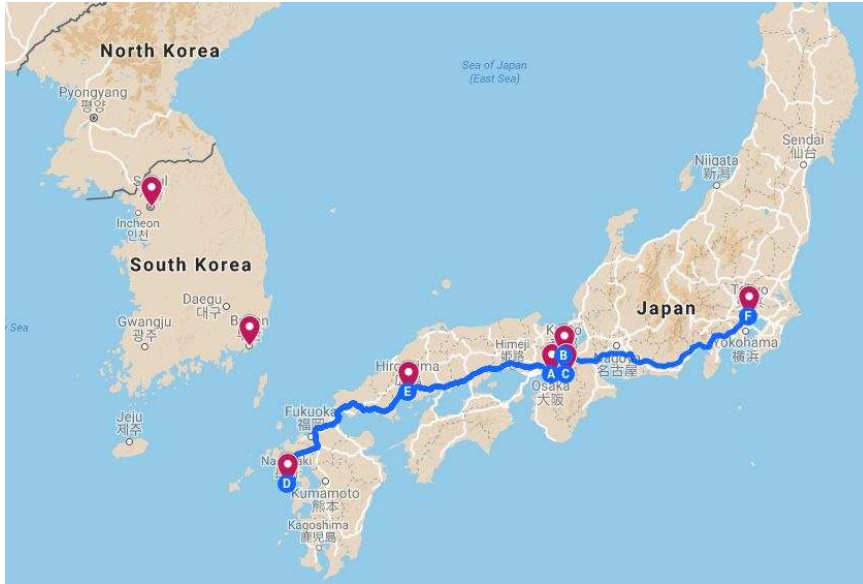 North Korea
Pyongyang
평양
Incheon
인천
South Korea
Daegu
대구
Gwangju
광주
Jeju
제주
Sea of Japan
(East Sea)
Niigata
新潟
Sendai
仙台
Japan
F
Yokohama
横浜
名古屋
Himeji
姫路
B
A
C
Osaka
大阪
E
Fukuoka
福岡
D
Kumamoto
熊本
Kagoshima
鹿児島